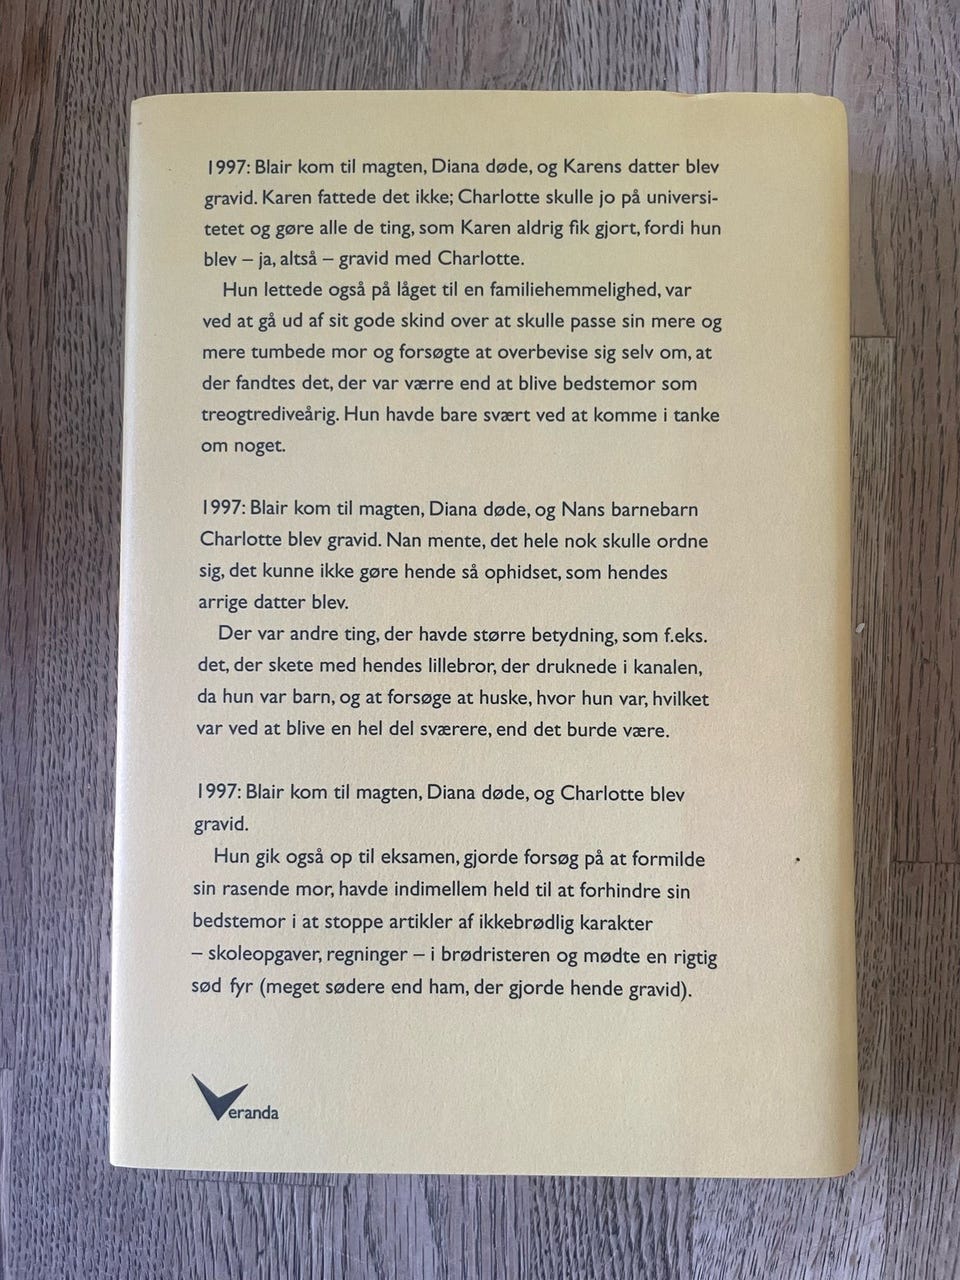 1997: Blair kom til magten, Diana døde, og Karens datter blev
gravid. Karen fattede det ikke; Charlotte skulle jo på universi-
tetet og gøre alle de ting, som Karen aldrig fik gjort, fordi hun
blev – ja, altså – gravid med Charlotte.
Hun lettede også på låget til en familiehemmelighed, var
ved at gå ud af sit gode skind over at skulle passe sin mere og
mere tumbede mor og forsøgte at overbevise sig selv om, at
der fandtes det, der var værre end at blive bedstemor som
treogtrediveårig. Hun havde bare svært ved at komme i tanke
om noget.
1997: Blair kom til magten, Diana døde, og Nans barnebarn
Charlotte blev gravid. Nan mente, det hele nok skulle ordne
sig, det kunne ikke gøre hende så ophidset, som hendes
arrige datter blev.
Der var andre ting, der havde større betydning, som f.eks.
det, der skete med hendes lillebror, der druknede i kanalen,
da hun var barn, og at forsøge at huske, hvor hun var, hvilket
var ved at blive en hel del sværere, end det burde være.
1997: Blair kom til magten, Diana døde, og Charlotte blev
gravid.
Hun gik også op til eksamen, gjorde forsøg på at formilde
sin rasende mor, havde indimellem held til at forhindre sin
bedstemor i at stoppe artikler af ikkebrødlig karakter
– skoleopgaver, regninger – i brødristeren og mødte en rigtig
sød fyr (meget sødere end ham, der gjorde hende gravid).
Veranda